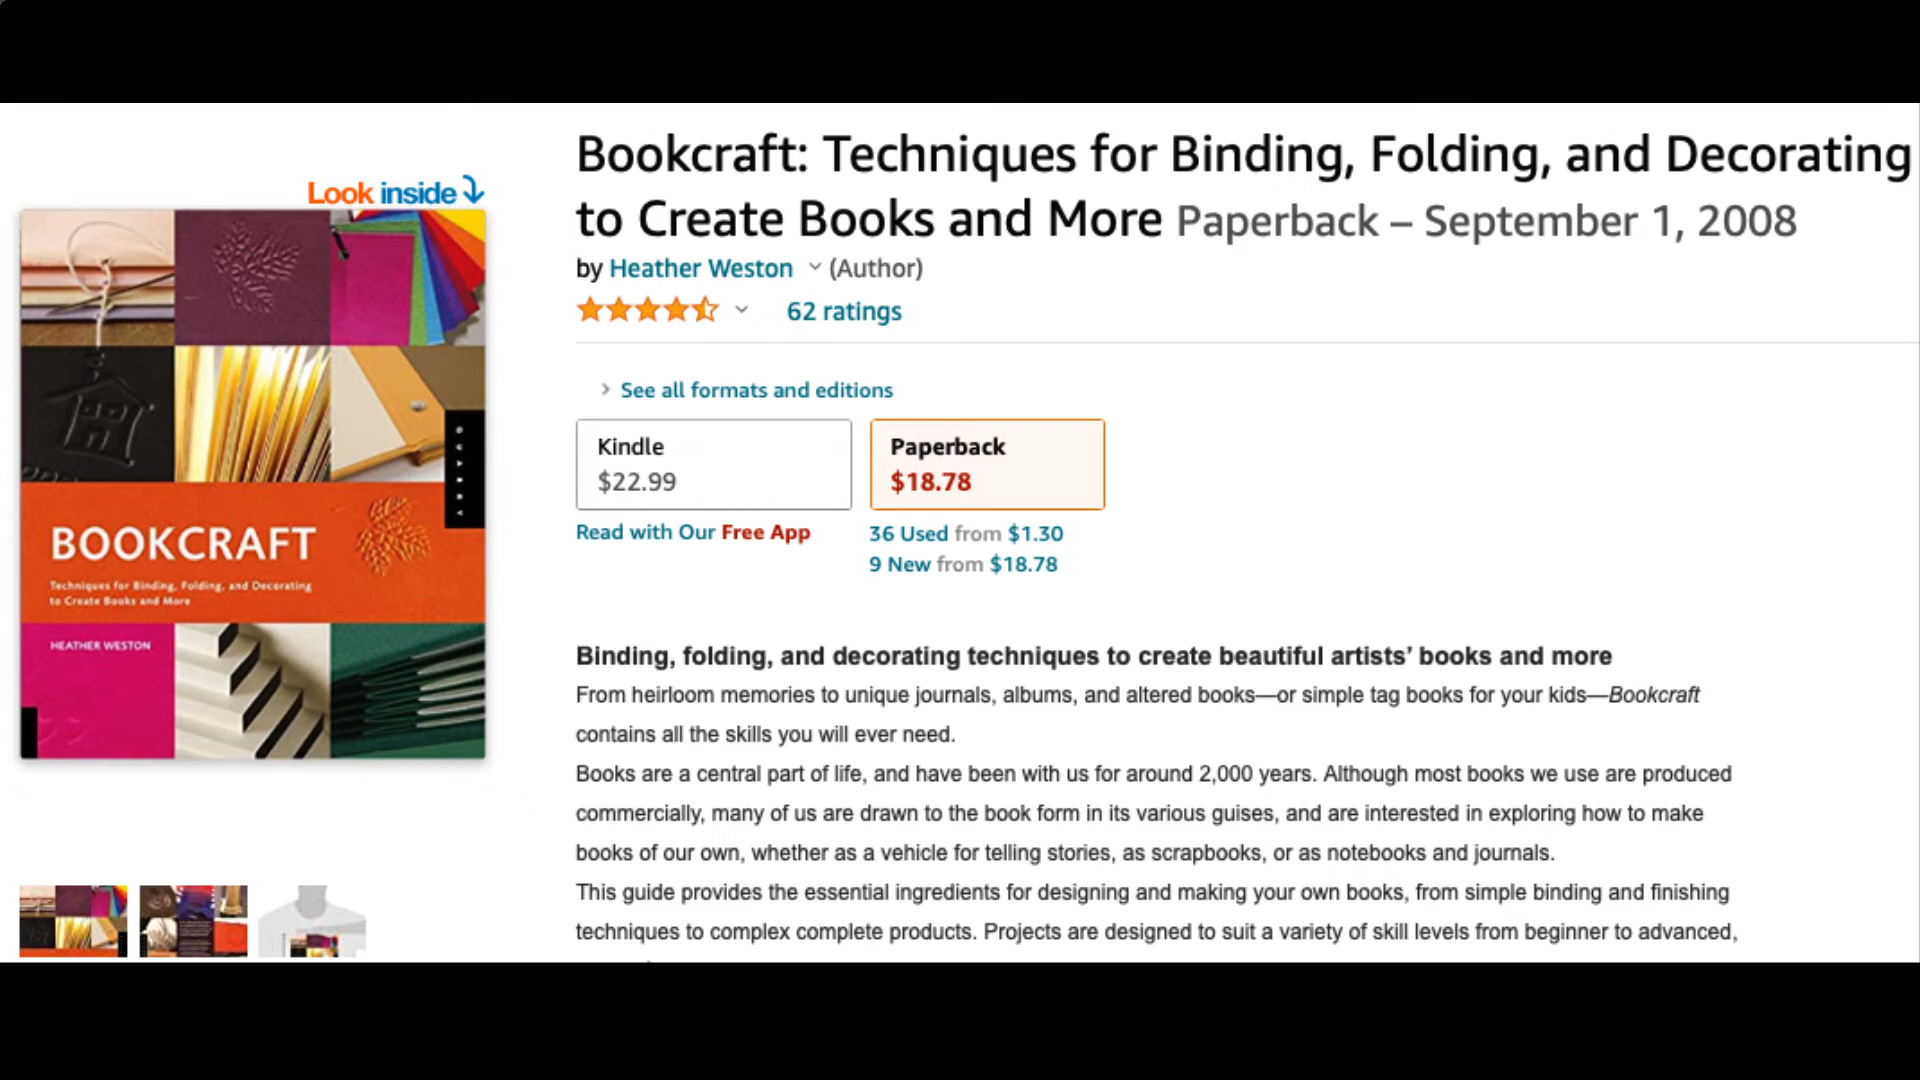 Bookcraft: Techniques for Binding, Folding, and Decorating
to Create Books and More Paperback – September 1, 2008
by Heather Weston (Author)
62 ratings
Look inside
BOOKCRAFT
Techniques for Binding, Folding, and Decorating
to Create Books and More
HEATHER WESTON
QUARRY
See all formats and editions
Kindle
$22.99
Read with Our Free App
Paperback
$18.78
36 Used from $1.30
9 New from $18.78
Binding, folding, and decorating techniques to create beautiful artists’ books and more
From heirloom memories to unique journals, albums, and altered books—or simple tag books for your kids—Bookcraft
contains all the skills you will ever need.
Books are a central part of life, and have been with us for around 2,000 years. Although most books we use are produced
commercially, many of us are drawn to the book form in its various guises, and are interested in exploring how to make
books of our own, whether as a vehicle for telling stories, as scrapbooks, or as notebooks and journals.
This guide provides the essential ingredients for designing and making your own books, from simple binding and finishing
techniques to complex complete products. Projects are designed to suit a variety of skill levels from beginner to advanced,